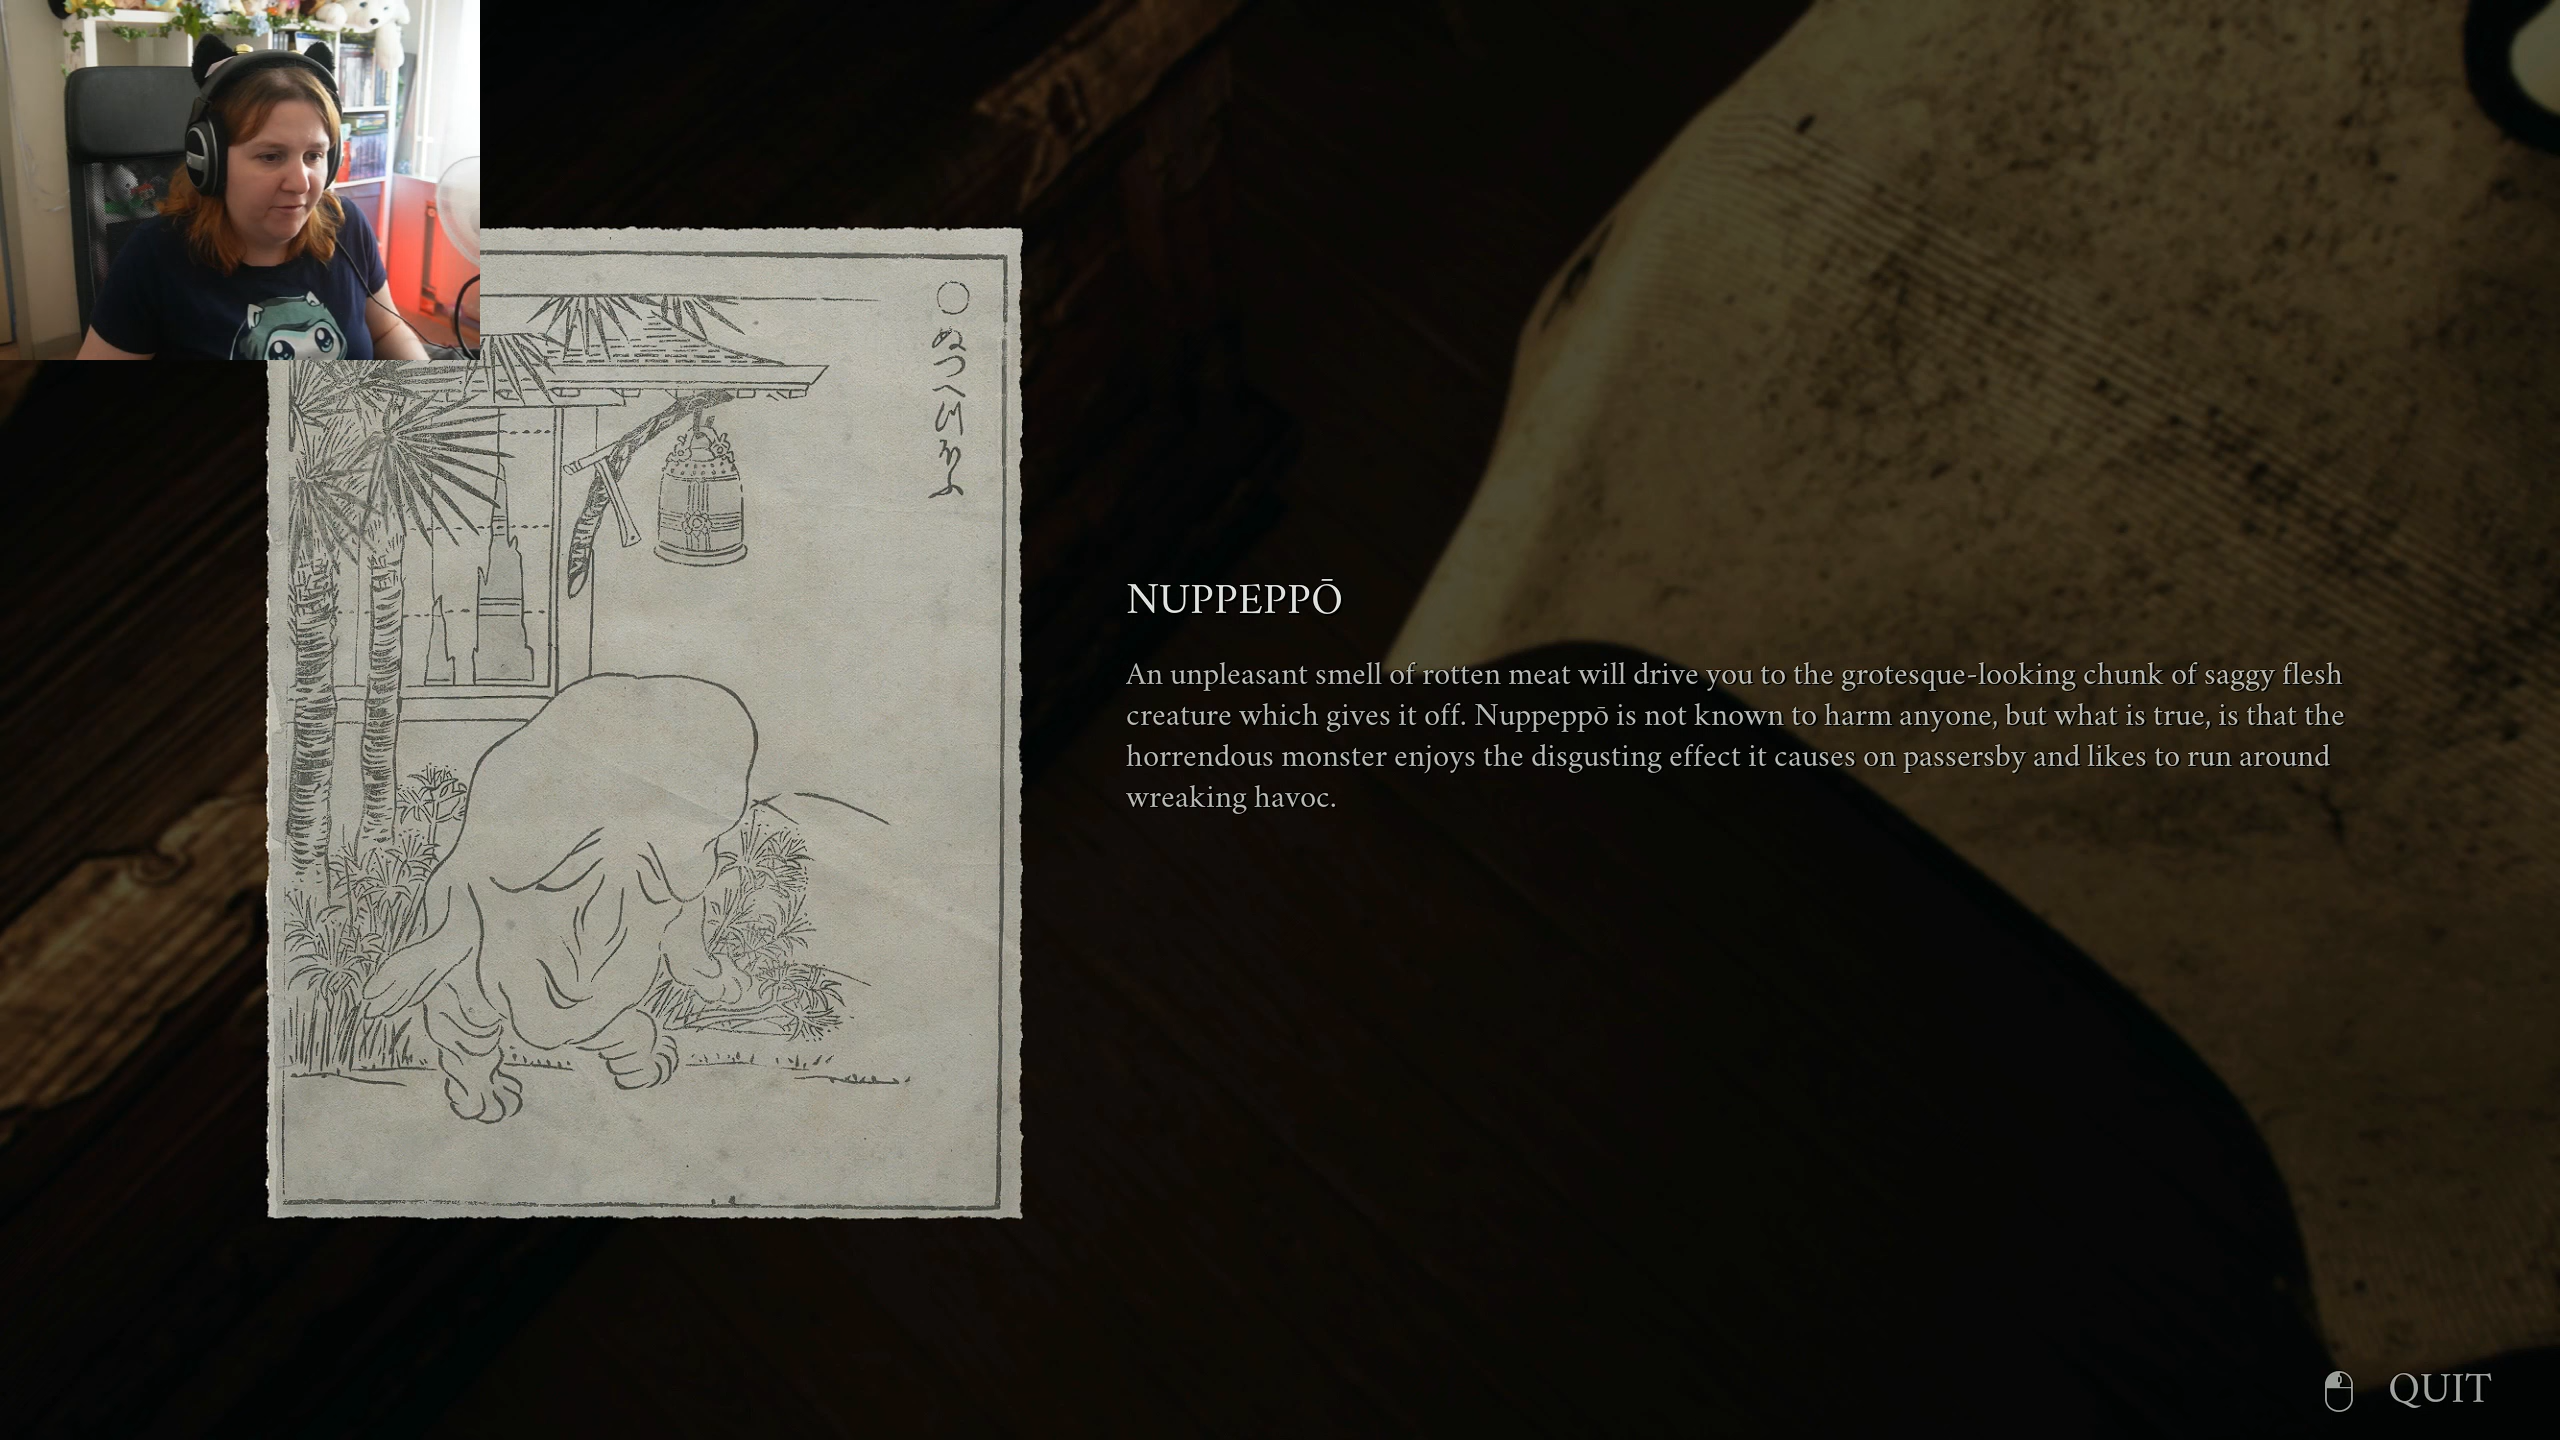 ○ぬつへつほふ
NUPPEPPŌ
An unpleasant smell of rotten meat will drive you to the grotesque-looking chunk of saggy flesh
creature which gives it off. Nuppeppō is not known to harm anyone, but what is true, is that the
horrendous monster enjoys the disgusting effect it causes on passersby and likes to run around
wreaking havoc.
QUIT